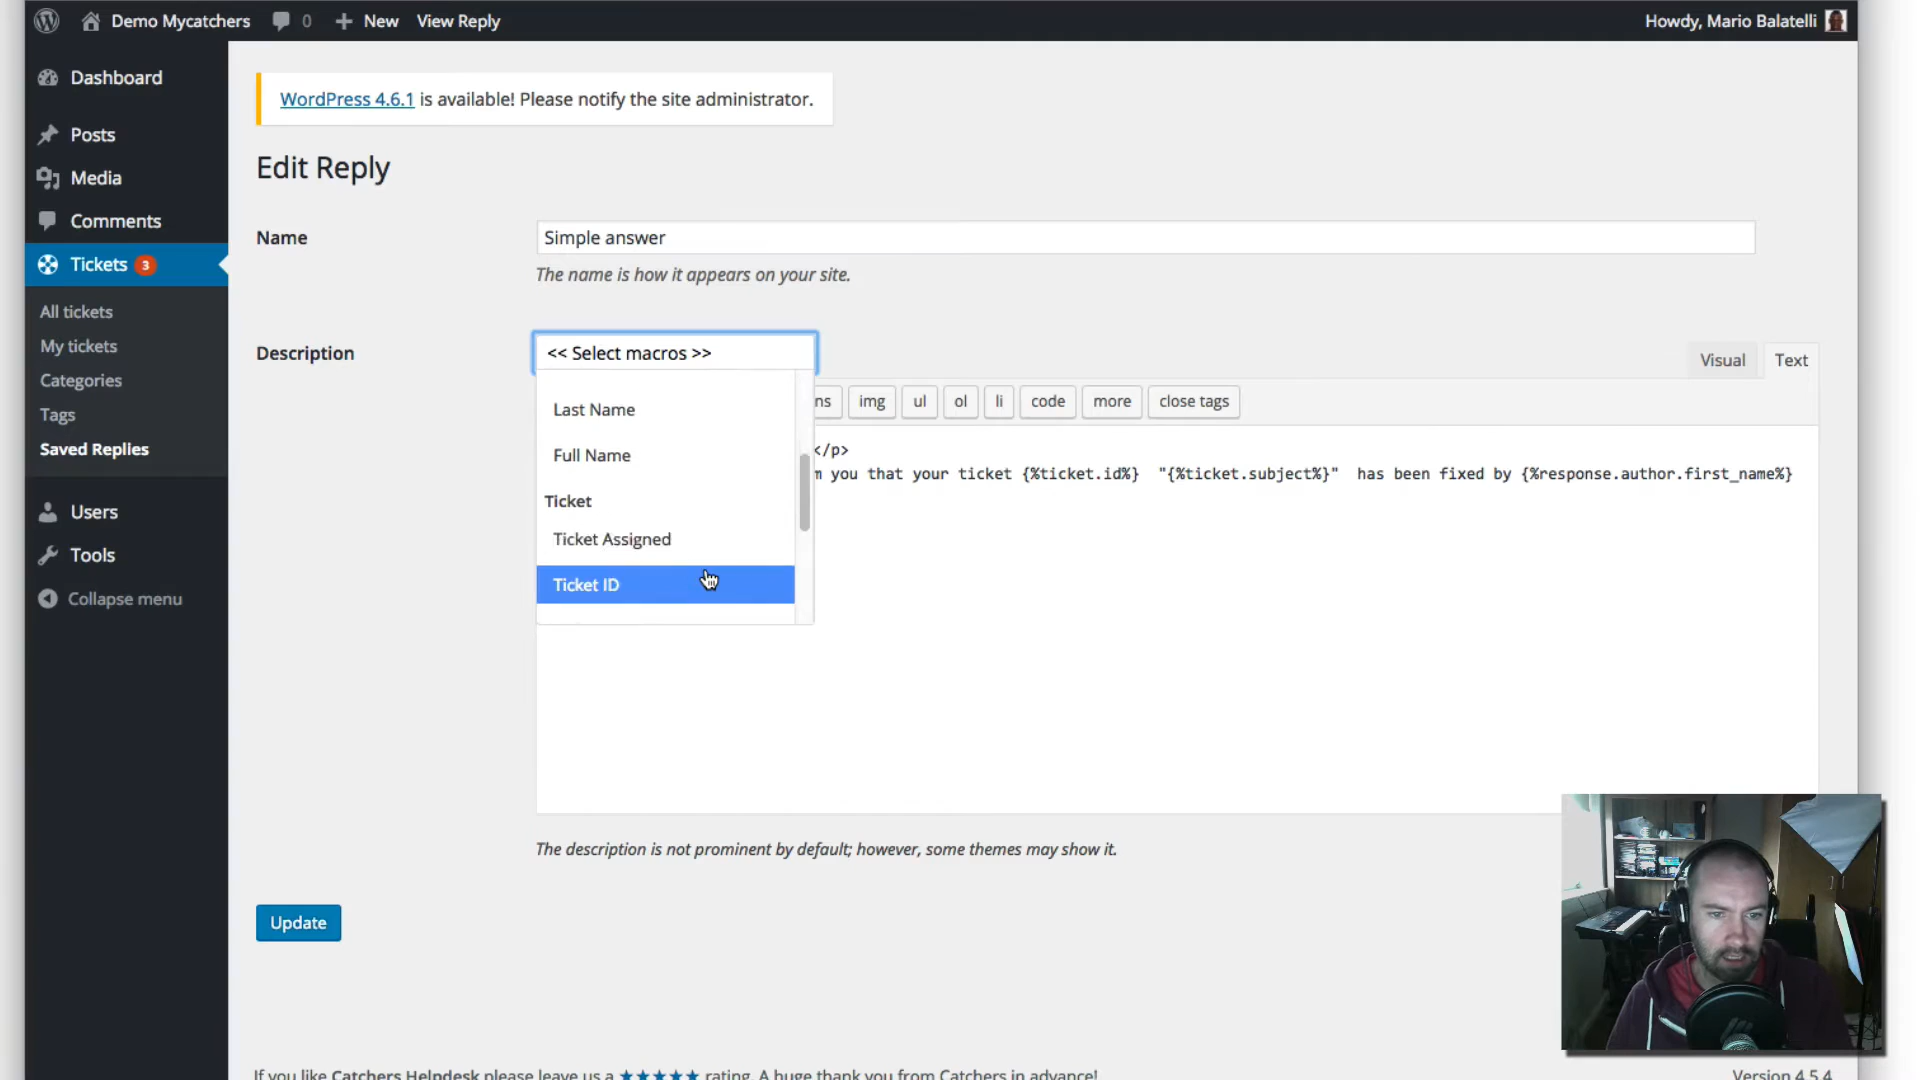 Demo Mycatchers 0 New View Reply Howdy, Mario Balatelli
Dashboard
Posts
Media
Comments
Tickets 3
All tickets
My tickets
Categories
Tags
Saved Replies
Users
Tools
Collapse menu
WordPress 4.6.1 is available! Please notify the site administrator.
Edit Reply
Name
Simple answer
The name is how it appears on your site.
Description
<< Select macros >>
Visual Text
Last Name
Full Name
Ticket
Ticket Assigned
Ticket ID
ns img ul ol li code more close tags
</p>
m you that your ticket {%ticket.id%} "{%ticket.subject%}" has been fixed by {%response.author.first_name%}
The description is not prominent by default; however, some themes may show it.
Update
If you like Catchers Helpdesk please leave us a ★★★★★ rating. A huge thank you from Catchers in advance!
Version 4.5.4